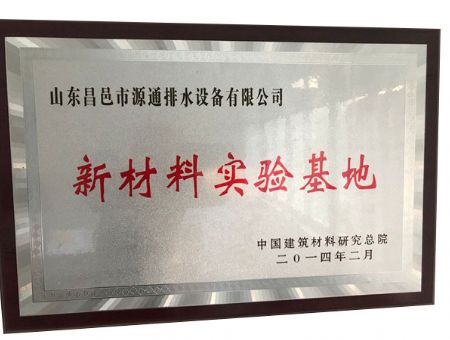 山东昌邑市源通排水设备有限公司
新材料实验基地
中国建筑材料研究总院
二〇一四年二月